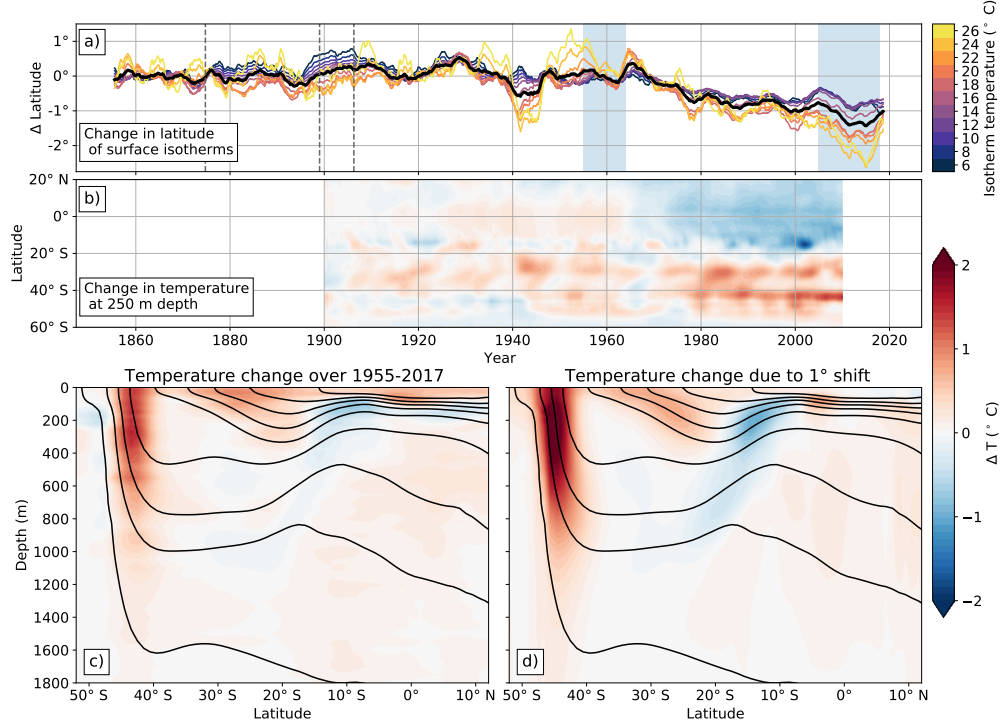 a)
1°
0°
-1°
-2°
Δ Latitude
Change in latitude
of surface isotherms
26
24
22
20
18
16
14
12
10
8
6
Isotherm temperature (° C)
b)
20° N
0°
20° S
40° S
60° S
Latitude
Change in temperature
at 250 m depth
1860 1880 1900 1920 1940 1960 1980 2000 2020
Year
Temperature change over 1955-2017
0
200
400
600
800
1000
1200
1400
1600
1800
Depth (m)
c)
50° S 40° S 30° S 20° S 10° S 0° 10° N
Latitude
Temperature change due to 1° shift
d)
50° S 40° S 30° S 20° S 10° S 0° 10° N
Latitude
2
1
0
−1
−2
Δ T (° C)